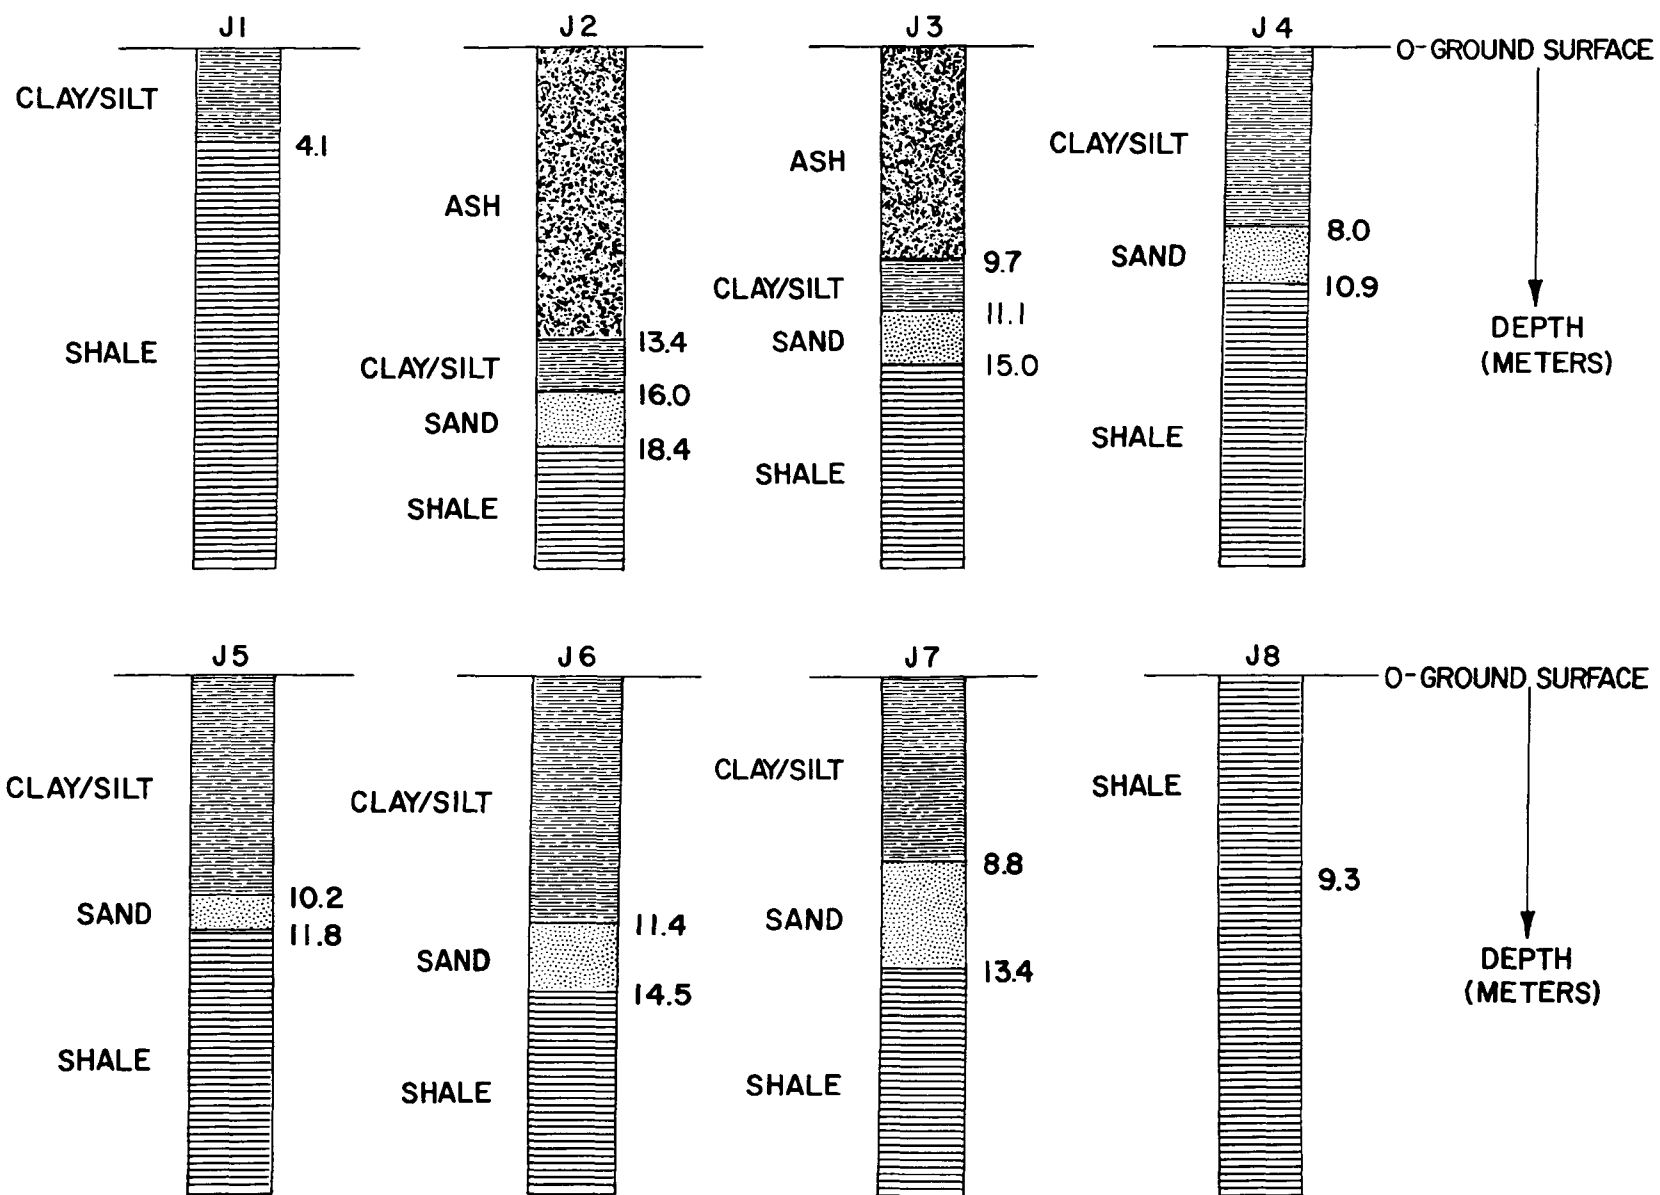 J1
J2
J3
J4
0-GROUND SURFACE
CLAY/SILT
4.1
SHALE
ASH
13.4
CLAY/SILT
16.0
SAND
18.4
SHALE
ASH
9.7
CLAY/SILT
11.1
SAND
15.0
SHALE
CLAY/SILT
8.0
SAND
10.9
SHALE
DEPTH
(METERS)
J5
J6
J7
J8
0-GROUND SURFACE
CLAY/SILT
10.2
SAND
11.8
SHALE
CLAY/SILT
11.4
SAND
14.5
SHALE
CLAY/SILT
8.8
SAND
13.4
SHALE
SHALE
9.3
DEPTH
(METERS)